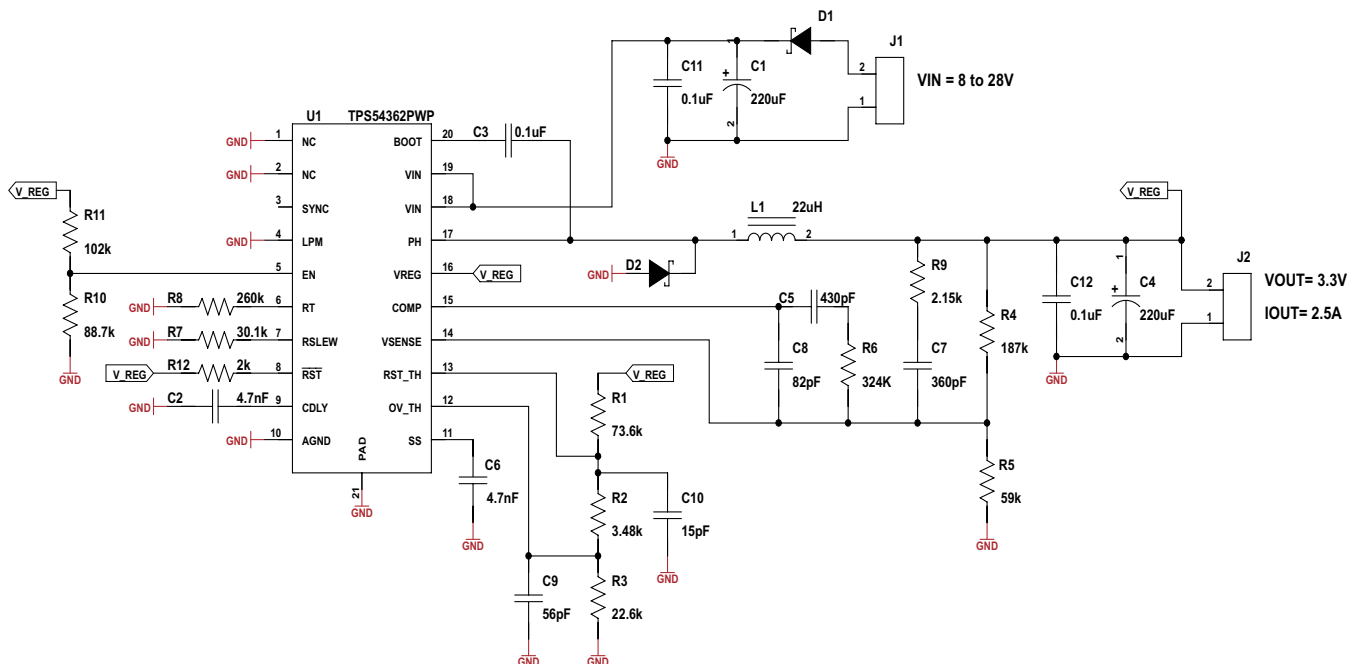 D1
J1
C11
0.1uF
+
C1
220uF
1
2
2
1
VIN = 8 to 28V
GND
U1
TPS54362PWP
GND
1
NC
GND
2
NC
3
SYNC
GND
4
LPM
5
EN
GND
R8
260k
6
RT
GND
R7
30.1k
7
RSLEW
V_REG
R12
2k
8
RST
GND
C2
4.7nF
9
CDLY
GND
10
AGND
PAD
21
GND
BOOT
20
VIN
19
VIN
18
PH
17
VREG
16
V_REG
COMP
15
VSENSE
14
RST_TH
13
OV_TH
12
SS
11
C3
0.1uF
V_REG
R11
102k
R10
88.7k
GND
L1
22uH
1
2
GND
D2
V_REG
J2
2
1
VOUT= 3.3V
IOUT= 2.5A
C5
430pF
C8
82pF
R6
324K
R9
2.15k
C7
360pF
R4
187k
C12
0.1uF
+
C4
220uF
1
2
GND
R5
59k
GND
V_REG
R1
73.6k
R2
3.48k
C10
15pF
GND
C6
4.7nF
GND
C9
56pF
GND
R3
22.6k
GND